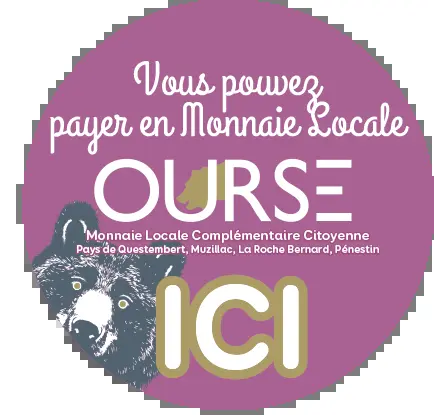 Vous pouvez
payer en Monnaie Locale
OURSE
Monnaie Locale Complémentaire Citoyenne
Pays de Questembert, Muzillac, La Roche Bernard, Pénestin
ICI